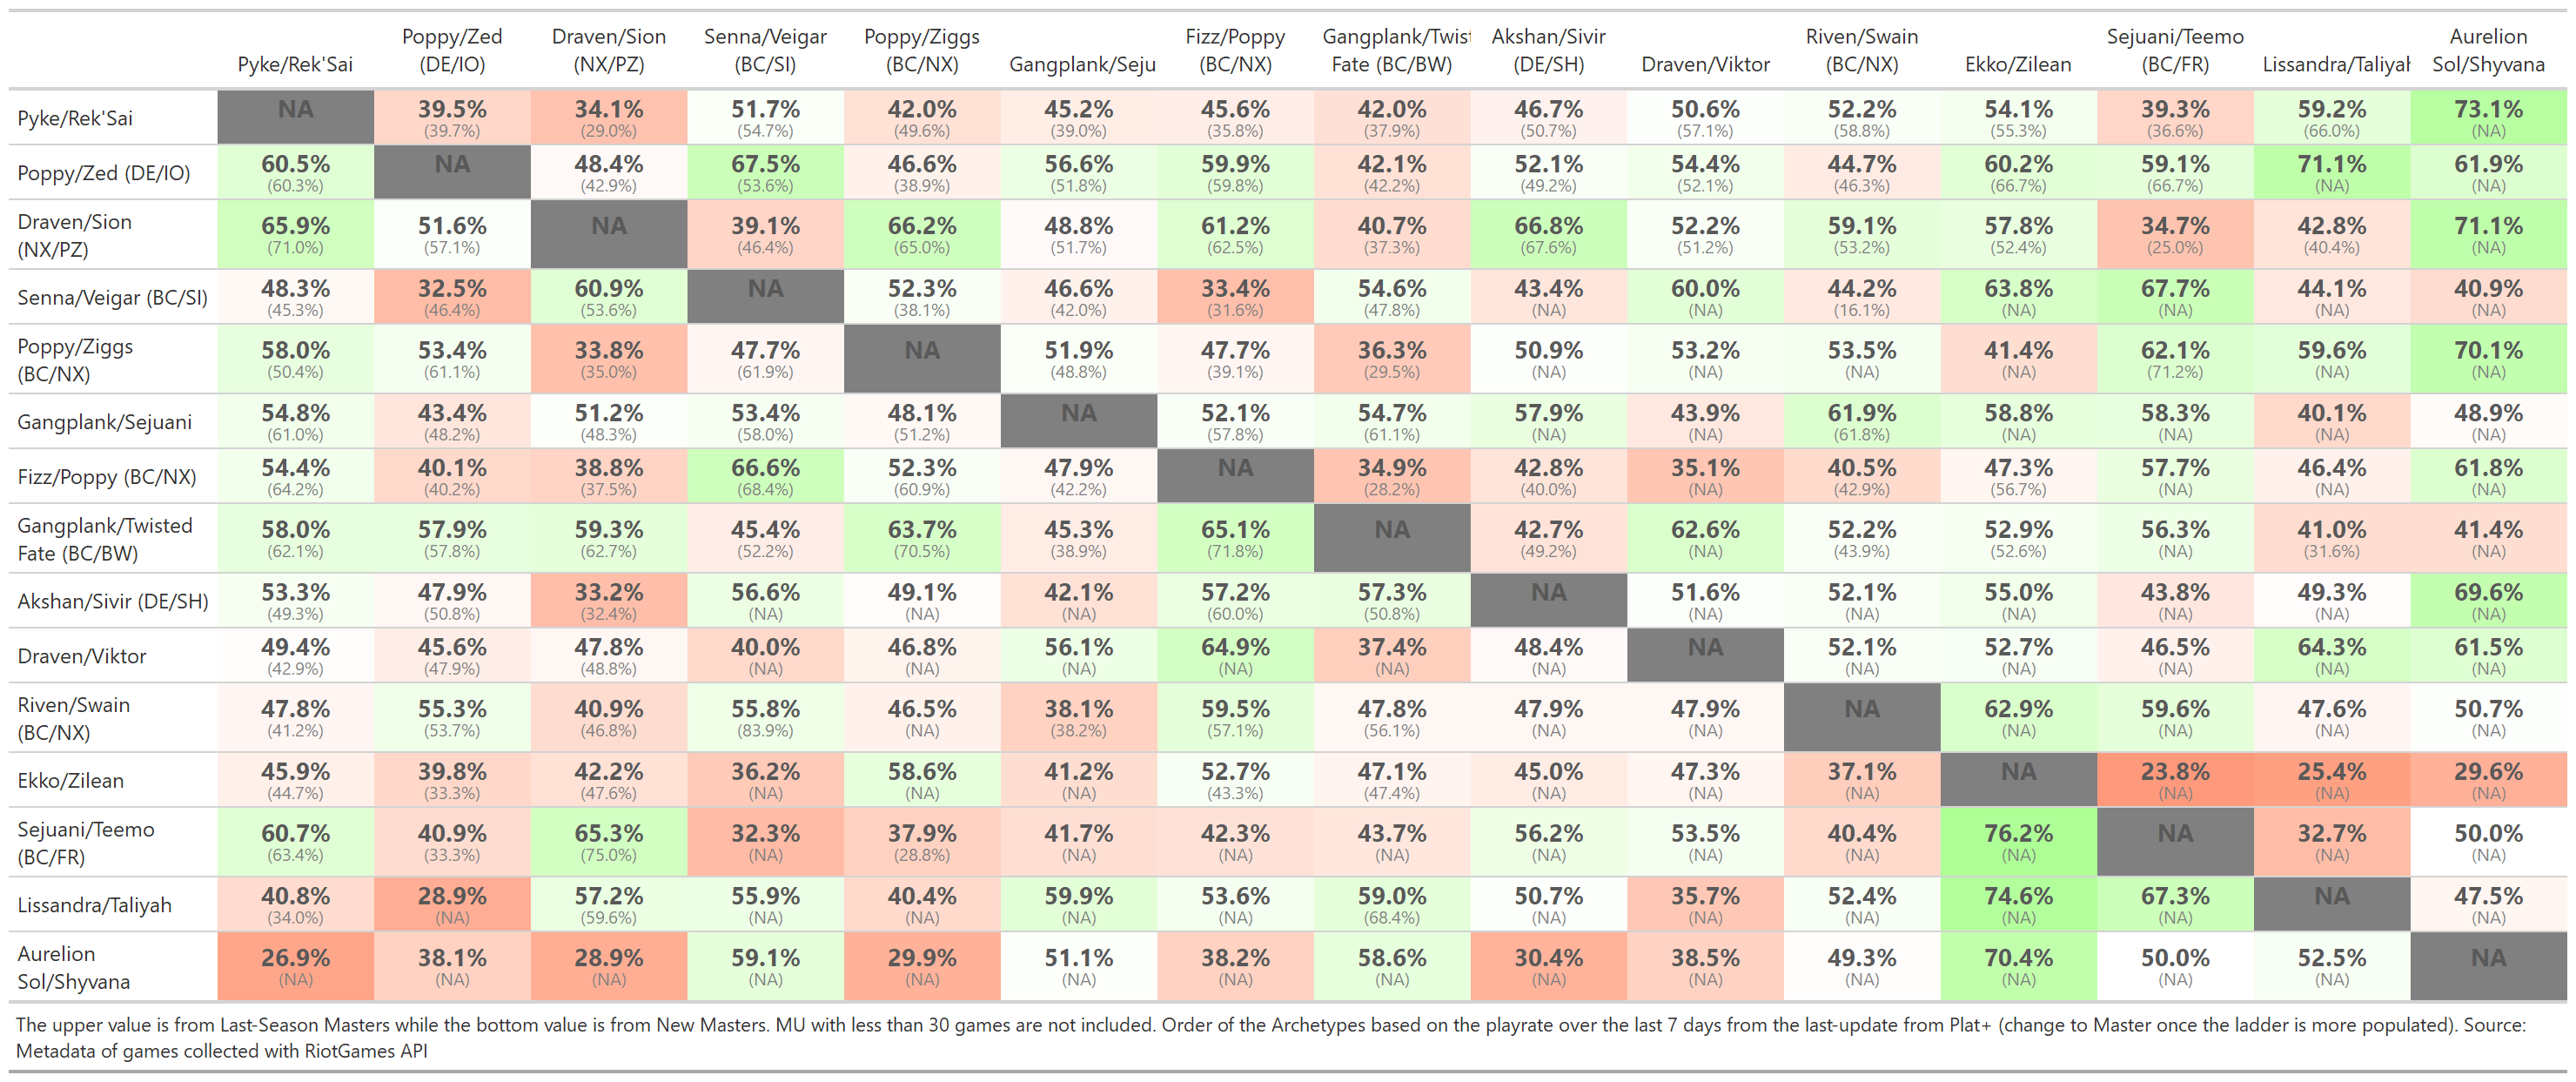 Poppy/Zed Draven/Sion Senna/Veigar Poppy/Ziggs Fizz/Poppy Gangplank/Twist Akshan/Sivir Riven/Swain Sejuani/Teemo Aurelion
Pyke/Rek'Sai (DE/IO) (NX/PZ) (BC/SI) (BC/NX) Gangplank/Seju (BC/NX) Fate (BC/BW) (DE/SH) Draven/Viktor (BC/NX) Ekko/Zilean (BC/FR) Lissandra/Taliyah Sol/Shyvana
Pyke/Rek'Sai NA 39.5% 34.1% 51.7% 42.0% 45.2% 45.6% 42.0% 46.7% 50.6% 52.2% 54.1% 39.3% 59.2% 73.1%
(39.7%) (29.0%) (54.7%) (49.6%) (39.0%) (35.8%) (37.9%) (50.7%) (57.1%) (58.8%) (55.3%) (36.6%) (66.0%) (NA)
Poppy/Zed (DE/IO) 60.5% NA 48.4% 67.5% 46.6% 56.6% 59.9% 42.1% 52.1% 54.4% 44.7% 60.2% 59.1% 71.1% 61.9%
(60.3%) (42.9%) (53.6%) (38.9%) (51.8%) (59.8%) (42.2%) (49.2%) (52.1%) (46.3%) (66.7%) (66.7%) (NA) (NA)
Draven/Sion 65.9% 51.6% NA 39.1% 66.2% 48.8% 61.2% 40.7% 66.8% 52.2% 59.1% 57.8% 34.7% 42.8% 71.1%
(NX/PZ) (71.0%) (57.1%) (46.4%) (65.0%) (51.7%) (62.5%) (37.3%) (67.6%) (51.2%) (53.2%) (52.4%) (25.0%) (40.4%) (NA)
Senna/Veigar (BC/SI) 48.3% 32.5% 60.9% NA 52.3% 46.6% 33.4% 54.6% 43.4% 60.0% 44.2% 63.8% 67.7% 44.1% 40.9%
(45.3%) (46.4%) (53.6%) (38.1%) (42.0%) (31.6%) (47.8%) (NA) (NA) (16.1%) (NA) (NA) (NA) (NA)
Poppy/Ziggs 58.0% 53.4% 33.8% 47.7% NA 51.9% 47.7% 36.3% 50.9% 53.2% 53.5% 41.4% 62.1% 59.6% 70.1%
(BC/NX) (50.4%) (61.1%) (35.0%) (61.9%) (48.8%) (39.1%) (29.5%) (NA) (NA) (NA) (NA) (71.2%) (NA) (NA)
Gangplank/Sejuani 54.8% 43.4% 51.2% 53.4% 48.1% NA 52.1% 54.7% 57.9% 43.9% 61.9% 58.8% 58.3% 40.1% 48.9%
(61.0%) (48.2%) (48.3%) (58.0%) (51.2%) (57.8%) (61.1%) (NA) (NA) (61.8%) (NA) (NA) (NA) (NA)
Fizz/Poppy (BC/NX) 54.4% 40.1% 38.8% 66.6% 52.3% 47.9% NA 34.9% 42.8% 35.1% 40.5% 47.3% 57.7% 46.4% 61.8%
(64.2%) (40.2%) (37.5%) (68.4%) (60.9%) (42.2%) (28.2%) (40.0%) (NA) (42.9%) (56.7%) (NA) (NA) (NA)
Gangplank/Twisted 58.0% 57.9% 59.3% 45.4% 63.7% 45.3% 65.1% NA 42.7% 62.6% 52.2% 52.9% 56.3% 41.0% 41.4%
Fate (BC/BW) (62.1%) (57.8%) (62.7%) (52.2%) (70.5%) (38.9%) (71.8%) (49.2%) (NA) (43.9%) (52.6%) (NA) (31.6%) (NA)
Akshan/Sivir (DE/SH) 53.3% 47.9% 33.2% 56.6% 49.1% 42.1% 57.2% 57.3% NA 51.6% 52.1% 55.0% 43.8% 49.3% 69.6%
(49.3%) (50.8%) (32.4%) (NA) (NA) (NA) (60.0%) (50.8%) (NA) (NA) (NA) (NA) (NA) (NA)
Draven/Viktor 49.4% 45.6% 47.8% 40.0% 46.8% 56.1% 64.9% 37.4% 48.4% NA 52.1% 52.7% 46.5% 64.3% 61.5%
(42.9%) (47.9%) (48.8%) (NA) (NA) (NA) (NA) (NA) (NA) (NA) (NA) (NA) (NA) (NA)
Riven/Swain 47.8% 55.3% 40.9% 55.8% 46.5% 38.1% 59.5% 47.8% 47.9% 47.9% NA 62.9% 59.6% 47.6% 50.7%
(BC/NX) (41.2%) (53.7%) (46.8%) (83.9%) (NA) (38.2%) (57.1%) (56.1%) (NA) (NA) (NA) (NA) (NA) (NA)
Ekko/Zilean 45.9% 39.8% 42.2% 36.2% 58.6% 41.2% 52.7% 47.1% 45.0% 47.3% 37.1% NA 23.8% 25.4% 29.6%
(44.7%) (33.3%) (47.6%) (NA) (NA) (NA) (43.3%) (47.4%) (NA) (NA) (NA) (NA) (NA) (NA)
Sejuani/Teemo 60.7% 40.9% 65.3% 32.3% 37.9% 41.7% 42.3% 43.7% 56.2% 53.5% 40.4% 76.2% NA 32.7% 50.0%
(BC/FR) (63.4%) (33.3%) (75.0%) (NA) (28.8%) (NA) (NA) (NA) (NA) (NA) (NA) (NA) (NA) (NA)
Lissandra/Taliyah 40.8% 28.9% 57.2% 55.9% 40.4% 59.9% 53.6% 59.0% 50.7% 35.7% 52.4% 74.6% 67.3% NA 47.5%
(34.0%) (NA) (59.6%) (NA) (NA) (NA) (NA) (68.4%) (NA) (NA) (NA) (NA) (NA) (NA)
Aurelion 26.9% 38.1% 28.9% 59.1% 29.9% 51.1% 38.2% 58.6% 30.4% 38.5% 49.3% 70.4% 50.0% 52.5% NA
Sol/Shyvana (NA) (NA) (NA) (NA) (NA) (NA) (NA) (NA) (NA) (NA) (NA) (NA) (NA) (NA)
The upper value is from Last-Season Masters while the bottom value is from New Masters. MU with less than 30 games are not included. Order of the Archetypes based on the playrate over the last 7 days from the last-update from Plat+ (change to Master once the ladder is more populated). Source:
Metadata of games collected with RiotGames API